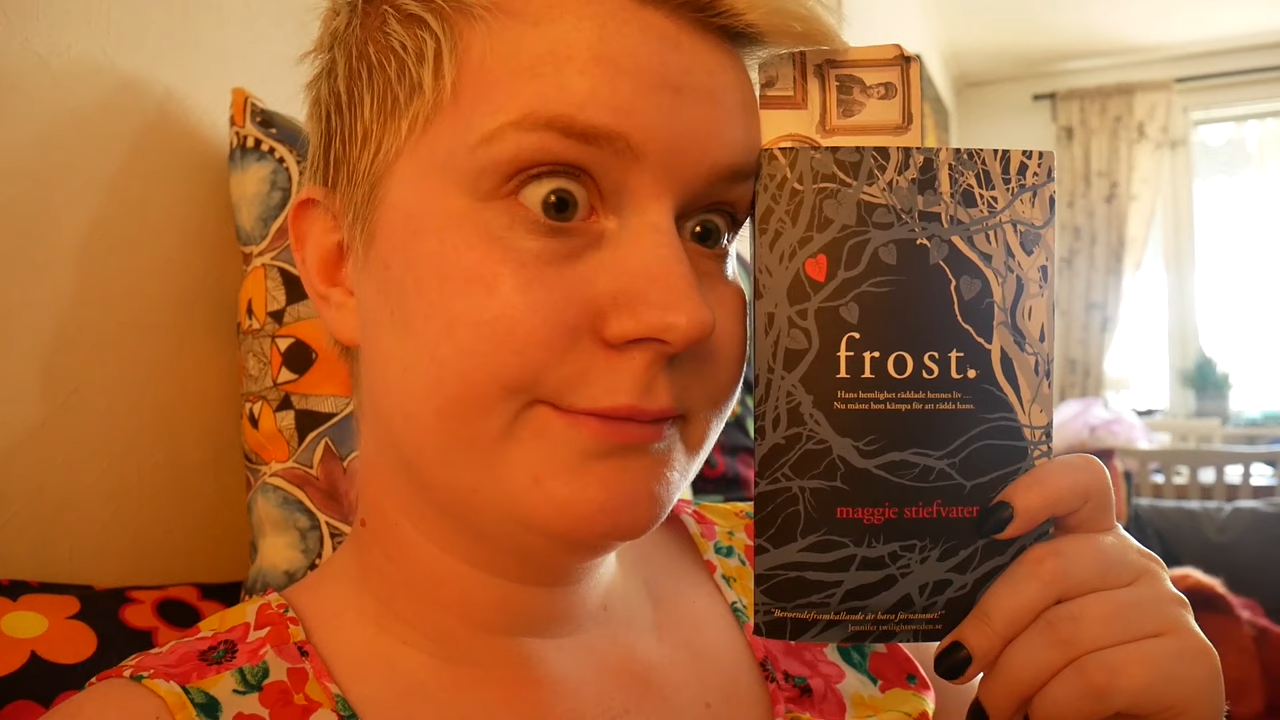 frost.
Hans hemlighet räddade hennes liv ...
Nu måste hon kämpa för att rädda hans.
maggie stiefvater
"Beroendeframkallande är bara förnamnet!"
Jennifer twilightsweden.se